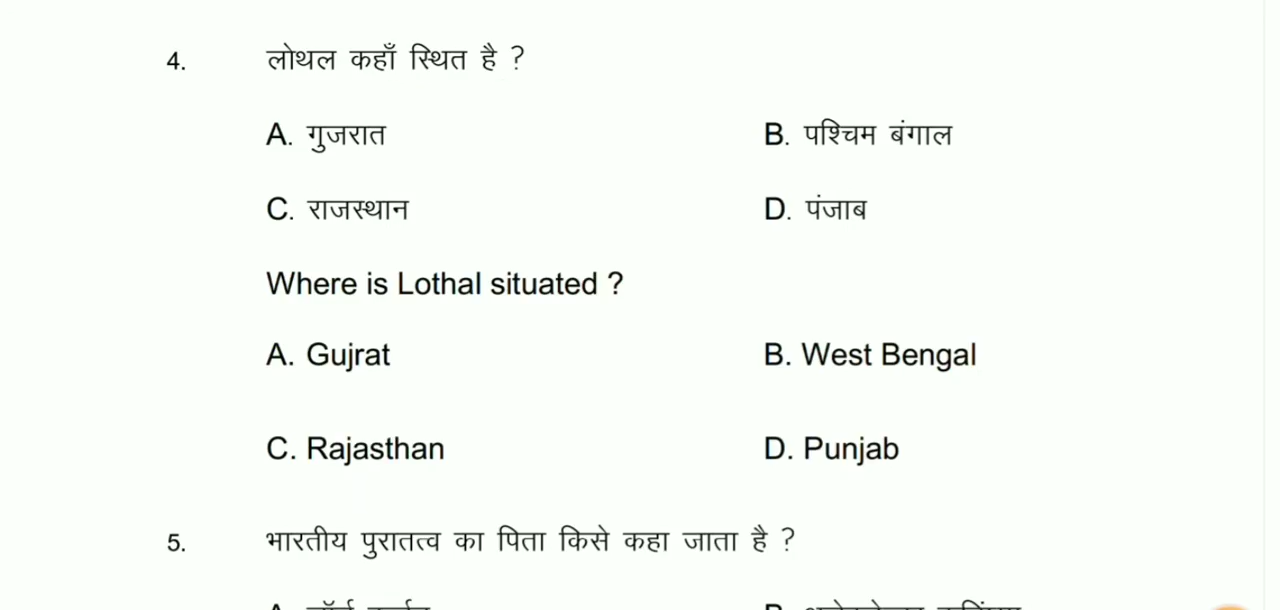 4. लोथल कहाँ स्थित है ?
A. गुजरात B. पश्चिम बंगाल
C. राजस्थान D. पंजाब
Where is Lothal situated ?
A. Gujrat B. West Bengal
C. Rajasthan D. Punjab
5. भारतीय पुरातत्व का पिता किसे कहा जाता है ?